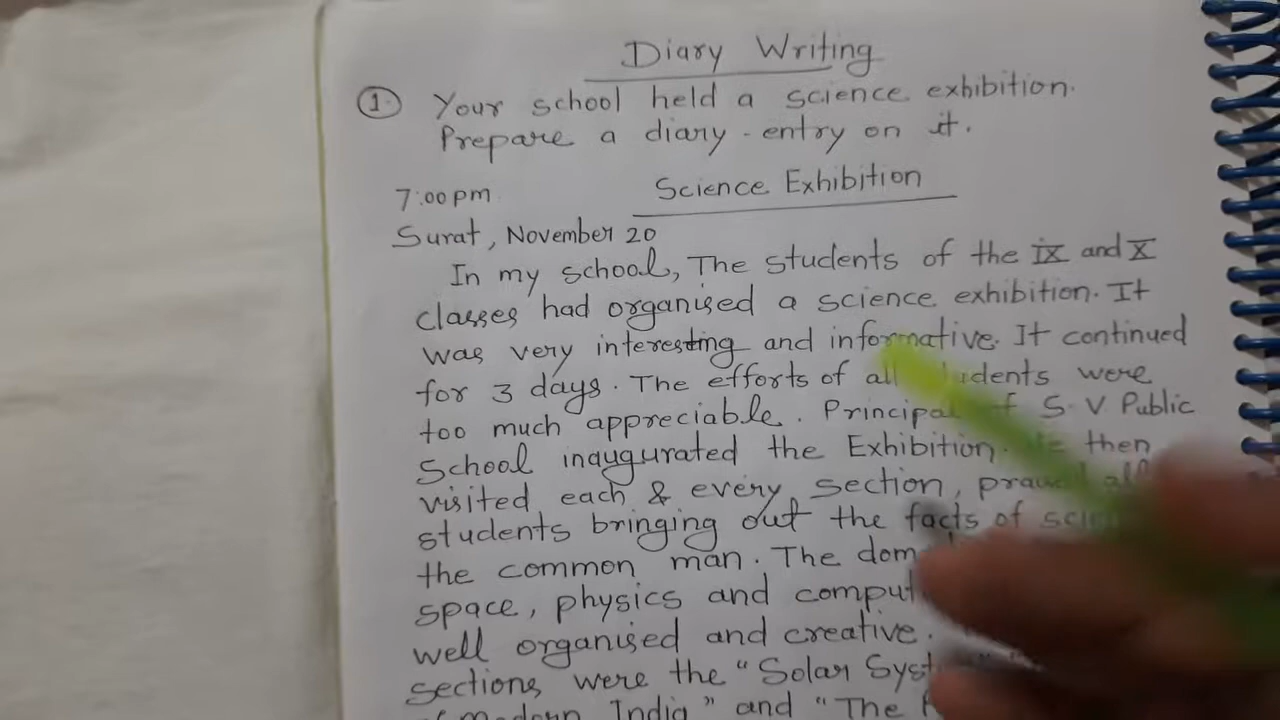 Diary Writing
1. Your school held a science exhibition.
Prepare a diary - entry on it.
7:00 pm
Science Exhibition
Surat, November 20
In my school, The students of the IX and X
classes had organised a science exhibition. It
was very interesting and informative. It continued
for 3 days. The efforts of all were
too much appreciable. Principal S. V. Public
School inaugurated the Exhibition. then
visited each & every section,
students bringing out the facts of
the common man. The
space, physics and
well organised and creative.
sections were the "Solar
Modern India" and "The